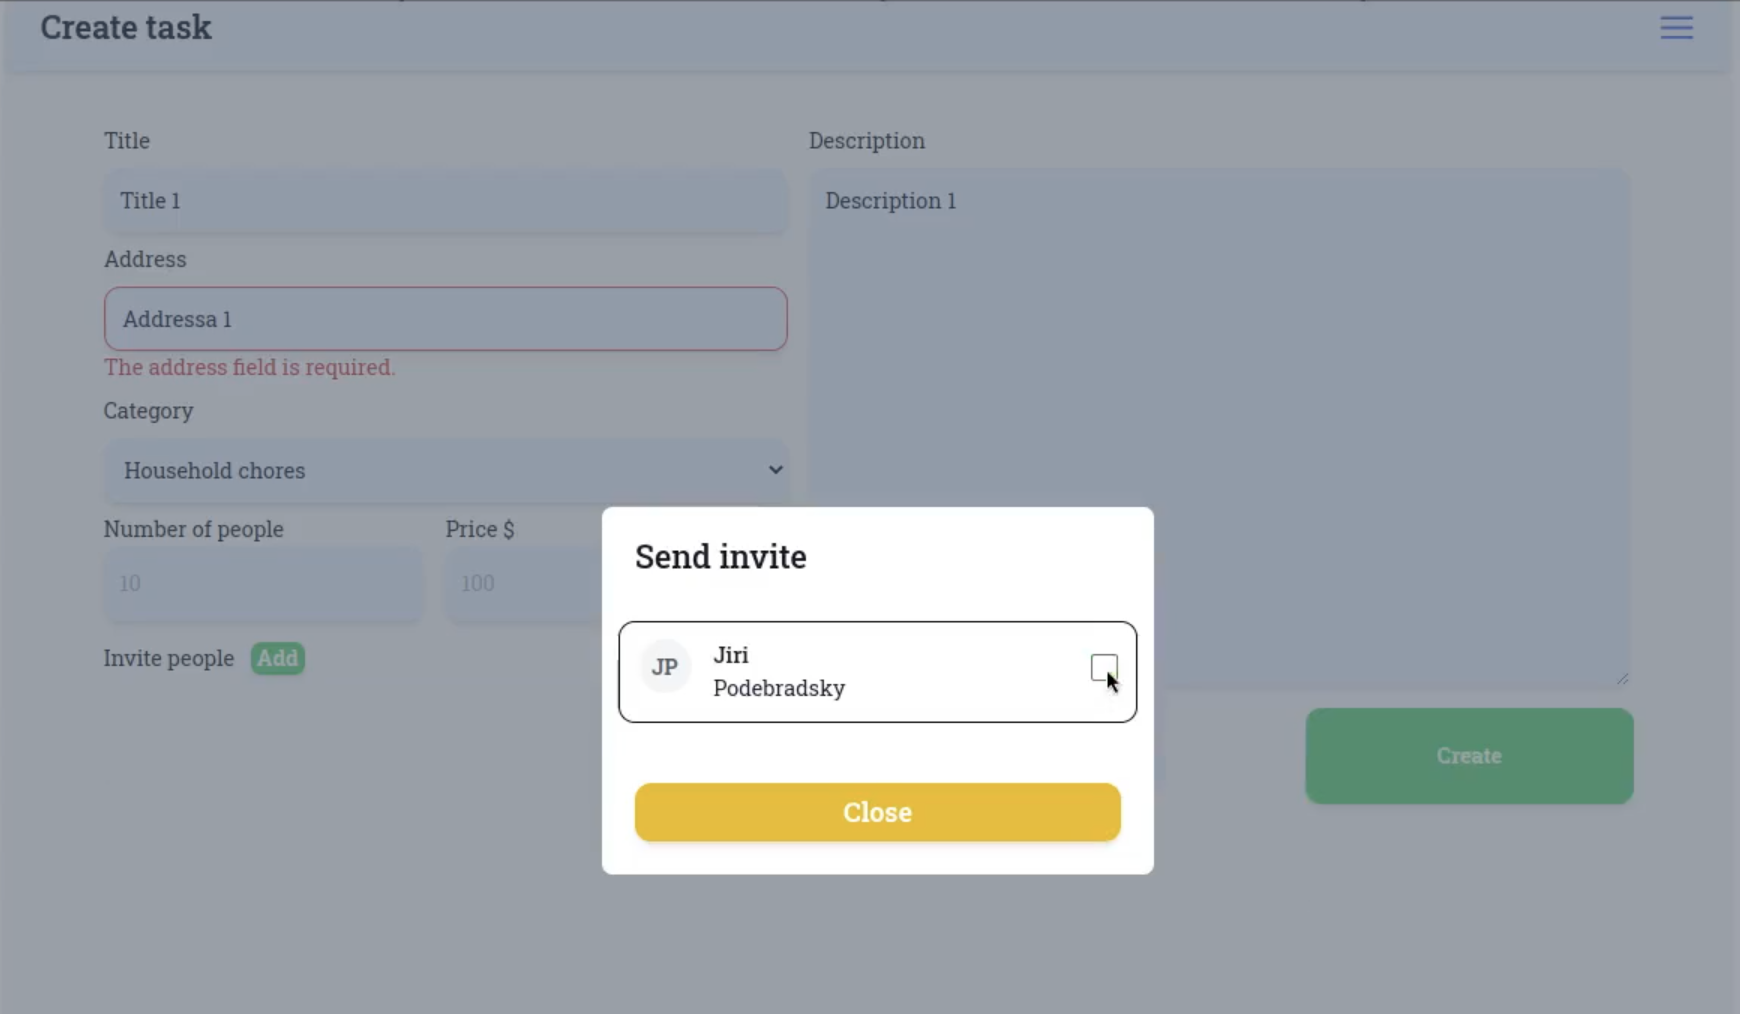 Create task
Title
Title 1
Address
Addressa 1
The address field is required.
Category
Household chores
Number of people
10
Price $
100
Invite people
Add
Description
Description 1
Create
Send invite
JP
Jiri
Podebradsky
Close